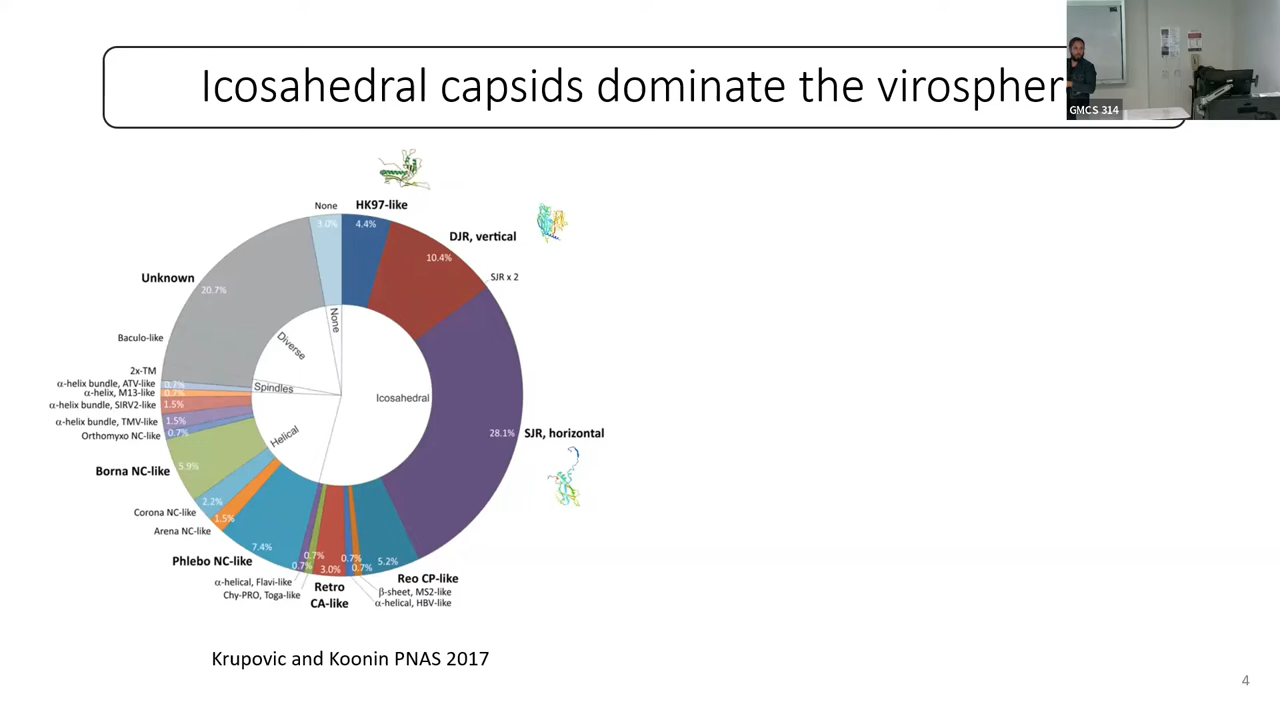 Icosahedral capsids dominate the virospher
GMCS 314
None
HK97-like
3.0%
4.4%
DJR, vertical
10.4%
SJR x 2
Unknown
20.7%
None
Diverse
Baculo-like
2x-TM
α-helix bundle, ATV-like
0.7%
Spindles
α-helix, M13-like
0.7%
α-helix bundle, SIRV2-like
1.5%
Icosahedral
α-helix bundle, TMV-like
1.5%
Orthomyxo NC-like
0.7%
Helical
28.1%
SJR, horizontal
Borna NC-like
5.9%
Corona NC-like
2.2%
Arena NC-like
1.5%
Phlebo NC-like
7.4%
0.7%
0.7%
3.0%
0.7%
0.7%
5.2%
Reo CP-like
α-helical, Flavi-like
Chy-PRO, Toga-like
Retro
CA-like
β-sheet, MS2-like
α-helical, HBV-like
Krupovic and Koonin PNAS 2017
4